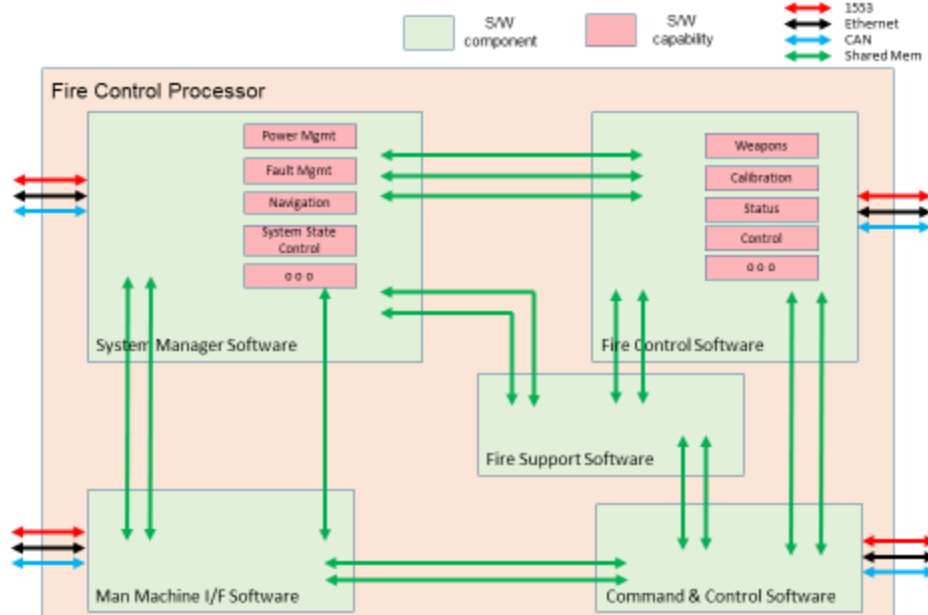 S/W
component
S/W
capability
1553
Ethernet
CAN
Shared Mem
Fire Control Processor
Power Mgmt
Fault Mgmt
Navigation
System State
Control
o o o
System Manager Software
Weapons
Calibration
Status
Control
o o o
Fire Control Software
Fire Support Software
Man Machine I/F Software
Command & Control Software